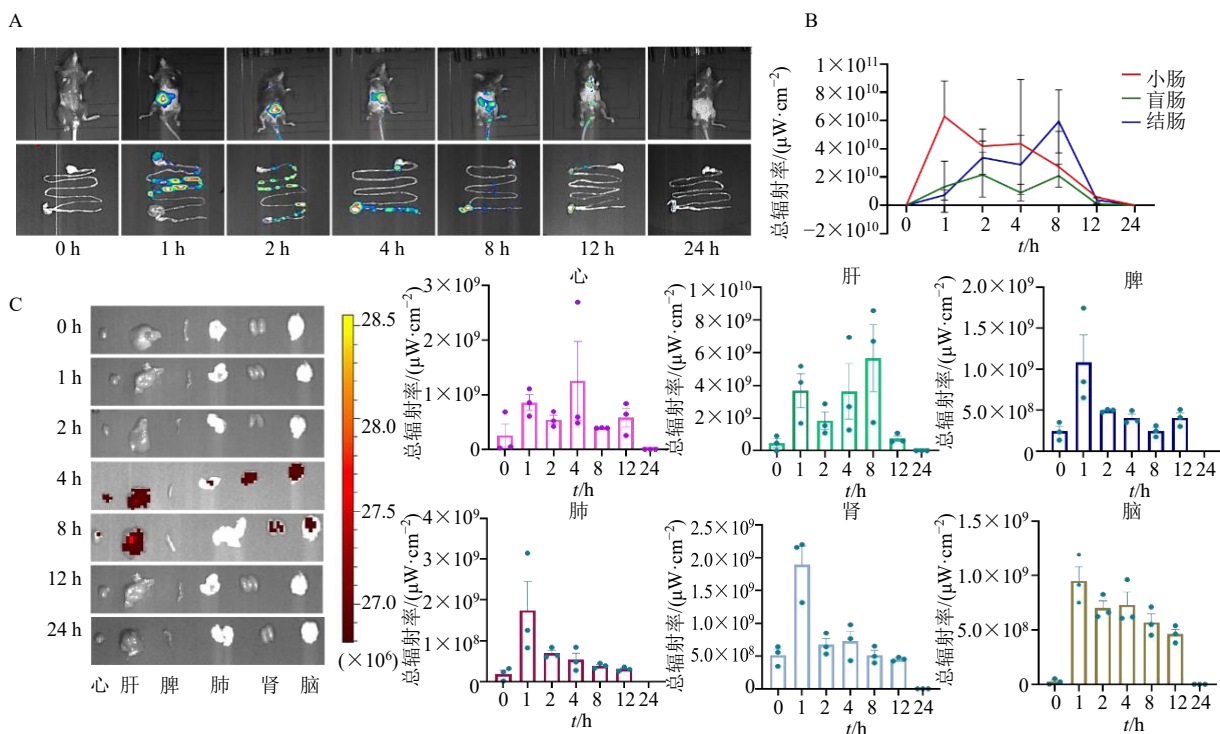 A
0 h 1 h 2 h 4 h 8 h 12 h 24 h
B
总辐射率/(μW·cm⁻²)
1×10¹¹
8×10¹⁰
6×10¹⁰
4×10¹⁰
2×10¹⁰
0
−2×10¹⁰
小肠
盲肠
结肠
0 1 2 4 8 12 24
t/h
C
0 h
1 h
2 h
4 h
8 h
12 h
24 h
心 肝 脾 肺 肾 脑
28.5
28.0
27.5
27.0
(×10⁶)
心
总辐射率/(μW·cm⁻²)
3×10⁹
2×10⁹
1×10⁹
0
0 1 2 4 8 12 24
t/h
肝
总辐射率/(μW·cm⁻²)
1×10¹⁰
8×10⁹
6×10⁹
4×10⁹
2×10⁹
0
0 1 2 4 8 12 24
t/h
脾
总辐射率/(μW·cm⁻²)
2.0×10⁹
1.5×10⁹
1.0×10⁹
5.0×10⁸
0
0 1 2 4 8 12 24
t/h
肺
总辐射率/(μW·cm⁻²)
4×10⁹
3×10⁹
2×10⁹
1×10⁸
0
0 1 2 4 8 12 24
t/h
肾
总辐射率/(μW·cm⁻²)
2.5×10⁹
2.0×10⁹
1.5×10⁹
1.0×10⁹
5.0×10⁸
0
0 1 2 4 8 12 24
t/h
脑
总辐射率/(μW·cm⁻²)
1.5×10⁹
1.0×10⁹
5.0×10⁸
0
0 1 2 4 8 12 24
t/h